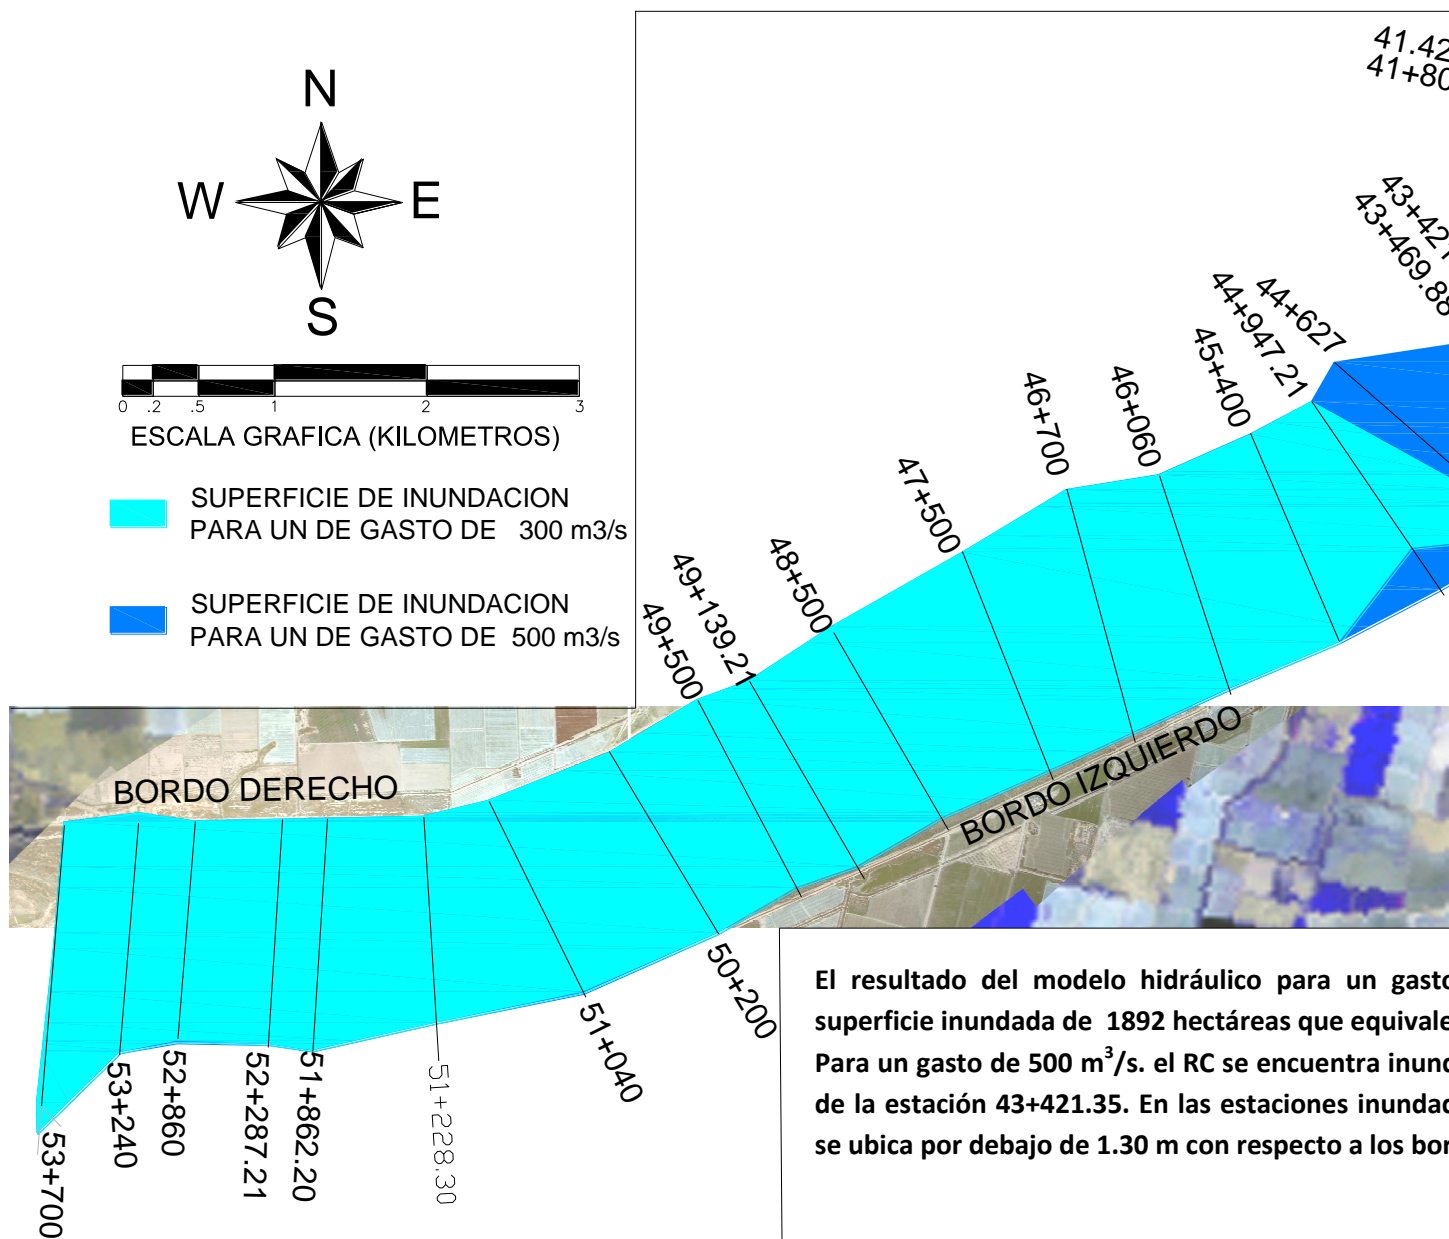 N
W
E
S
0 .2 .5 1 2 3
ESCALA GRAFICA (KILOMETROS)
SUPERFICIE DE INUNDACION
PARA UN DE GASTO DE 300 m3/s
SUPERFICIE DE INUNDACION
PARA UN DE GASTO DE 500 m3/s
41.42
41+80
43+421
43+469.88
44+627
44+947.21
45+400
46+060
46+700
47+500
48+500
49+139.21
49+500
BORDO DERECHO
BORDO IZQUIERDO
50+200
51+040
51+228.30
51+862.20
52+287.21
52+860
53+240
53+700
El resultado del modelo hidráulico para un gasto
superficie inundada de 1892 hectáreas que equivale
Para un gasto de 500 m³/s. el RC se encuentra inund
de la estación 43+421.35. En las estaciones inundad
se ubica por debajo de 1.30 m con respecto a los bor